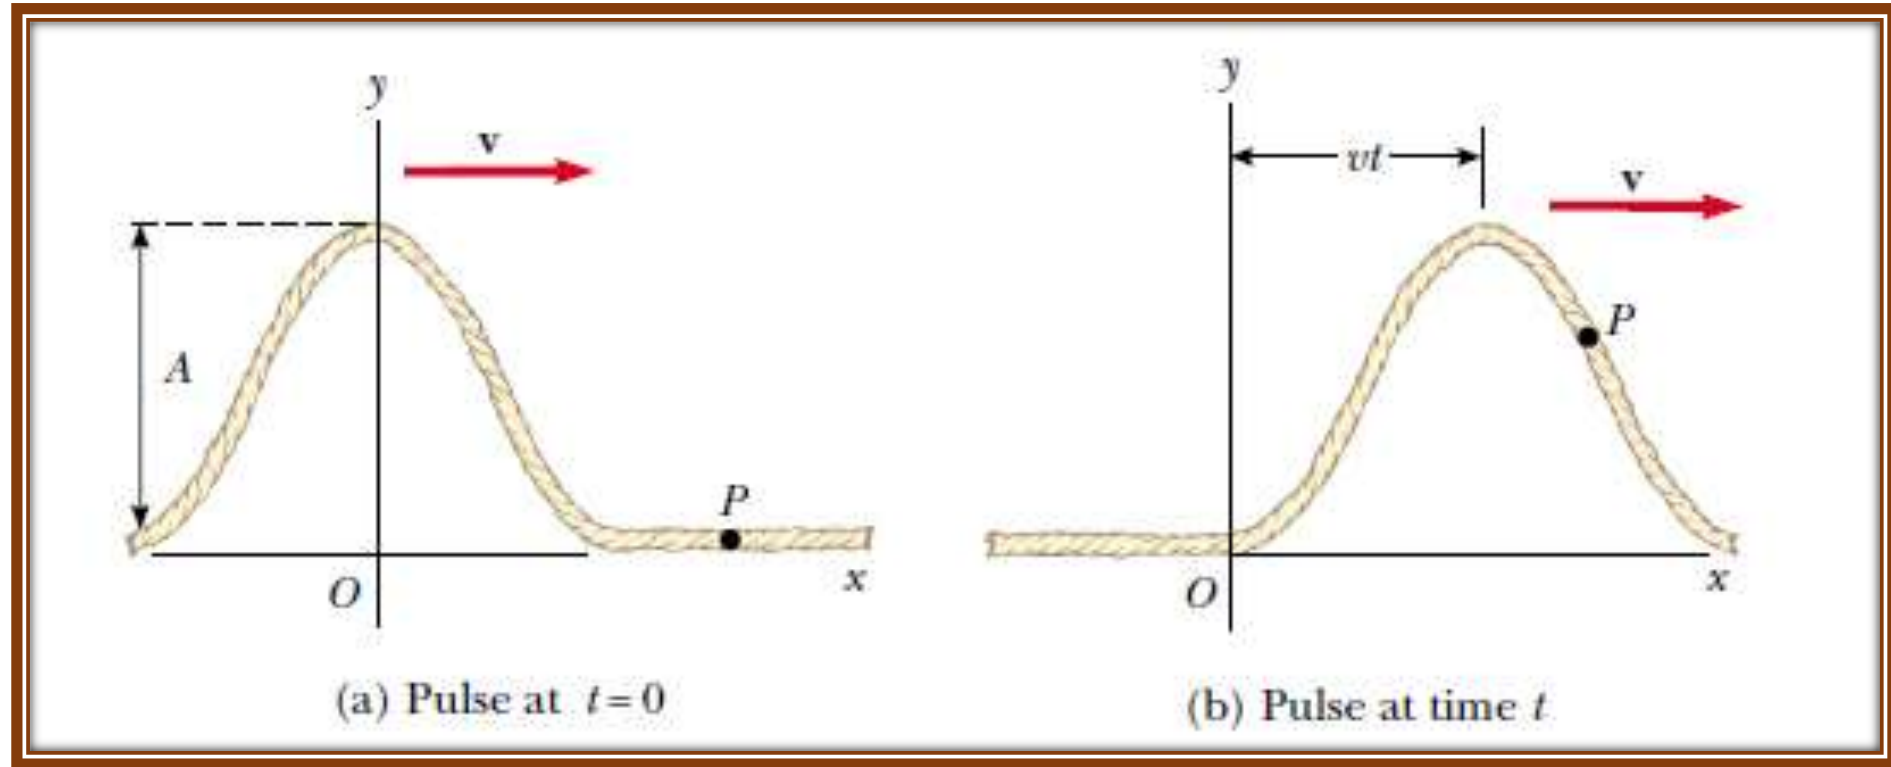 y
v
A
P
O
x
(a) Pulse at t = 0
y
vt
v
P
O
x
(b) Pulse at time t